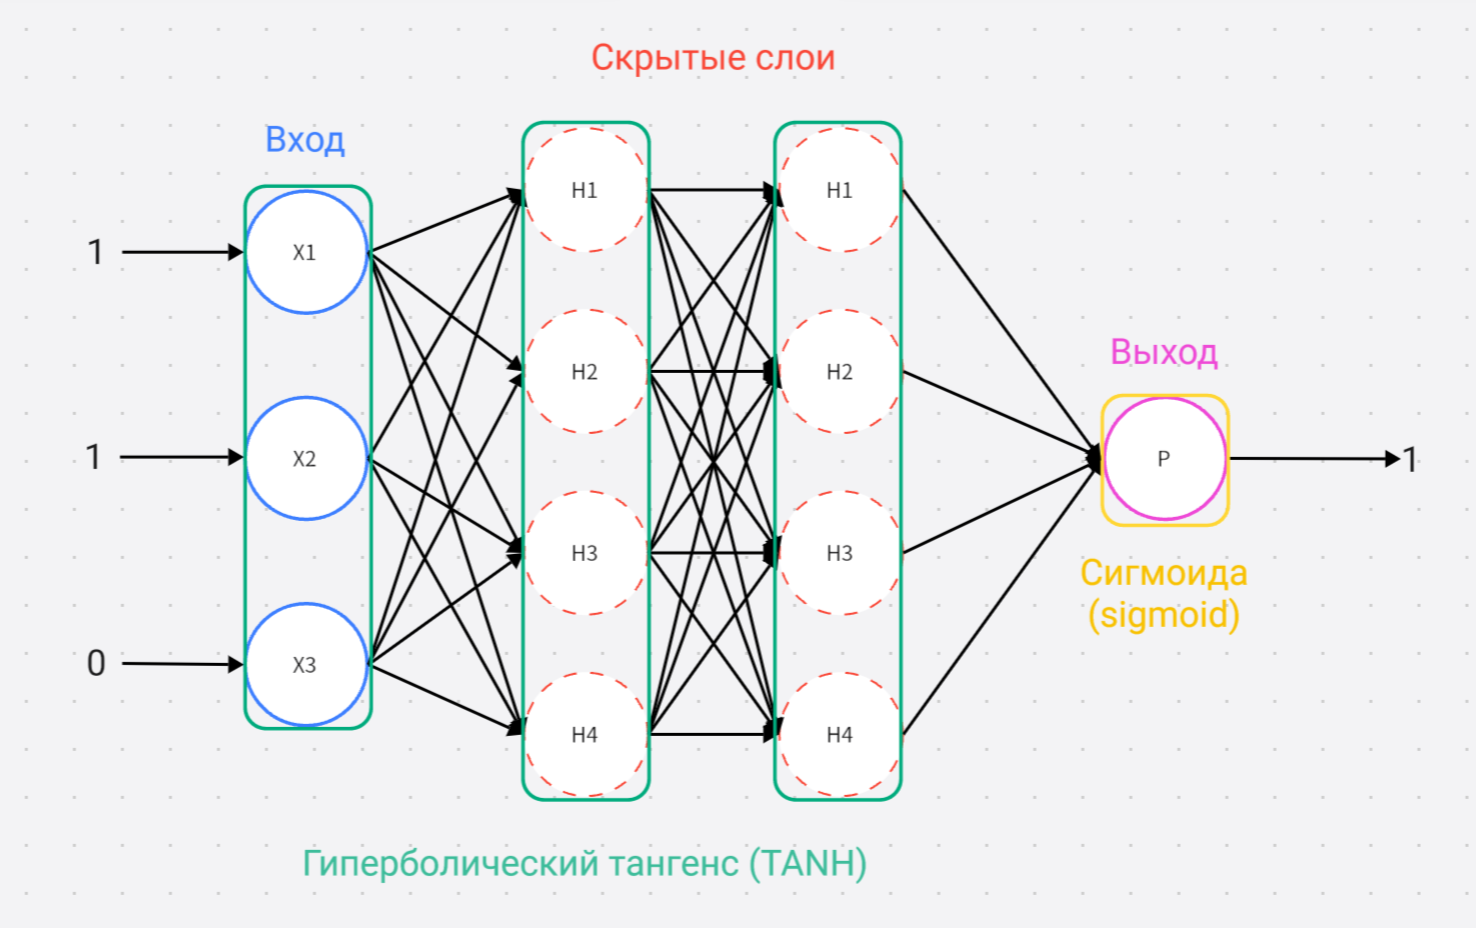 Скрытые слои
Вход
1
X1
1
X2
0
X3
H1
H2
H3
H4
H1
H2
H3
H4
Выход
P
1
Сигмоида
(sigmoid)
Гиперболический тангенс (TANH)